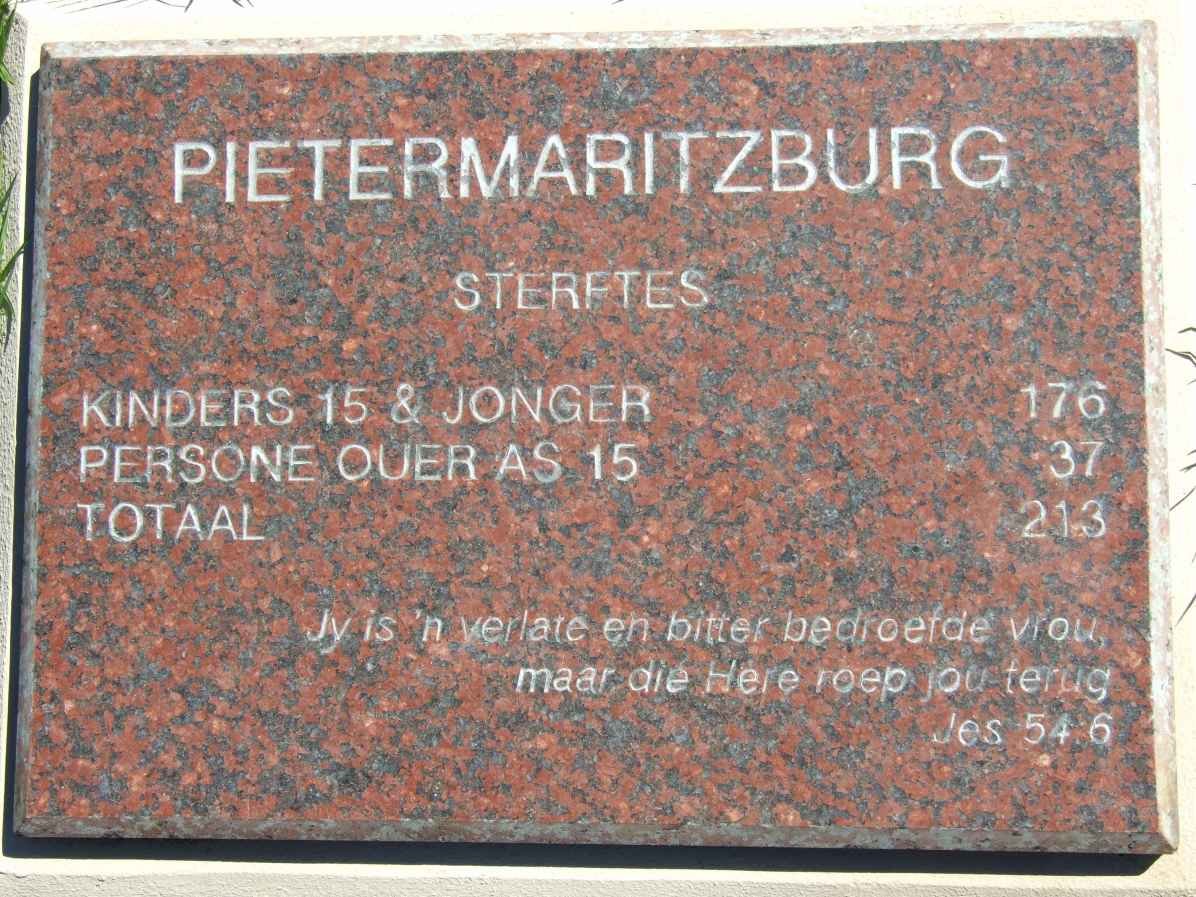 PIETERMARITZBURG
STERFTES
KINDERS 15 & JONGER 176
PERSONE OUER AS 15 37
TOTAAL 213
Jy is 'n verlate en bitter bedroefde vrou,
maar die Here roep jou terug
Jes 54:6